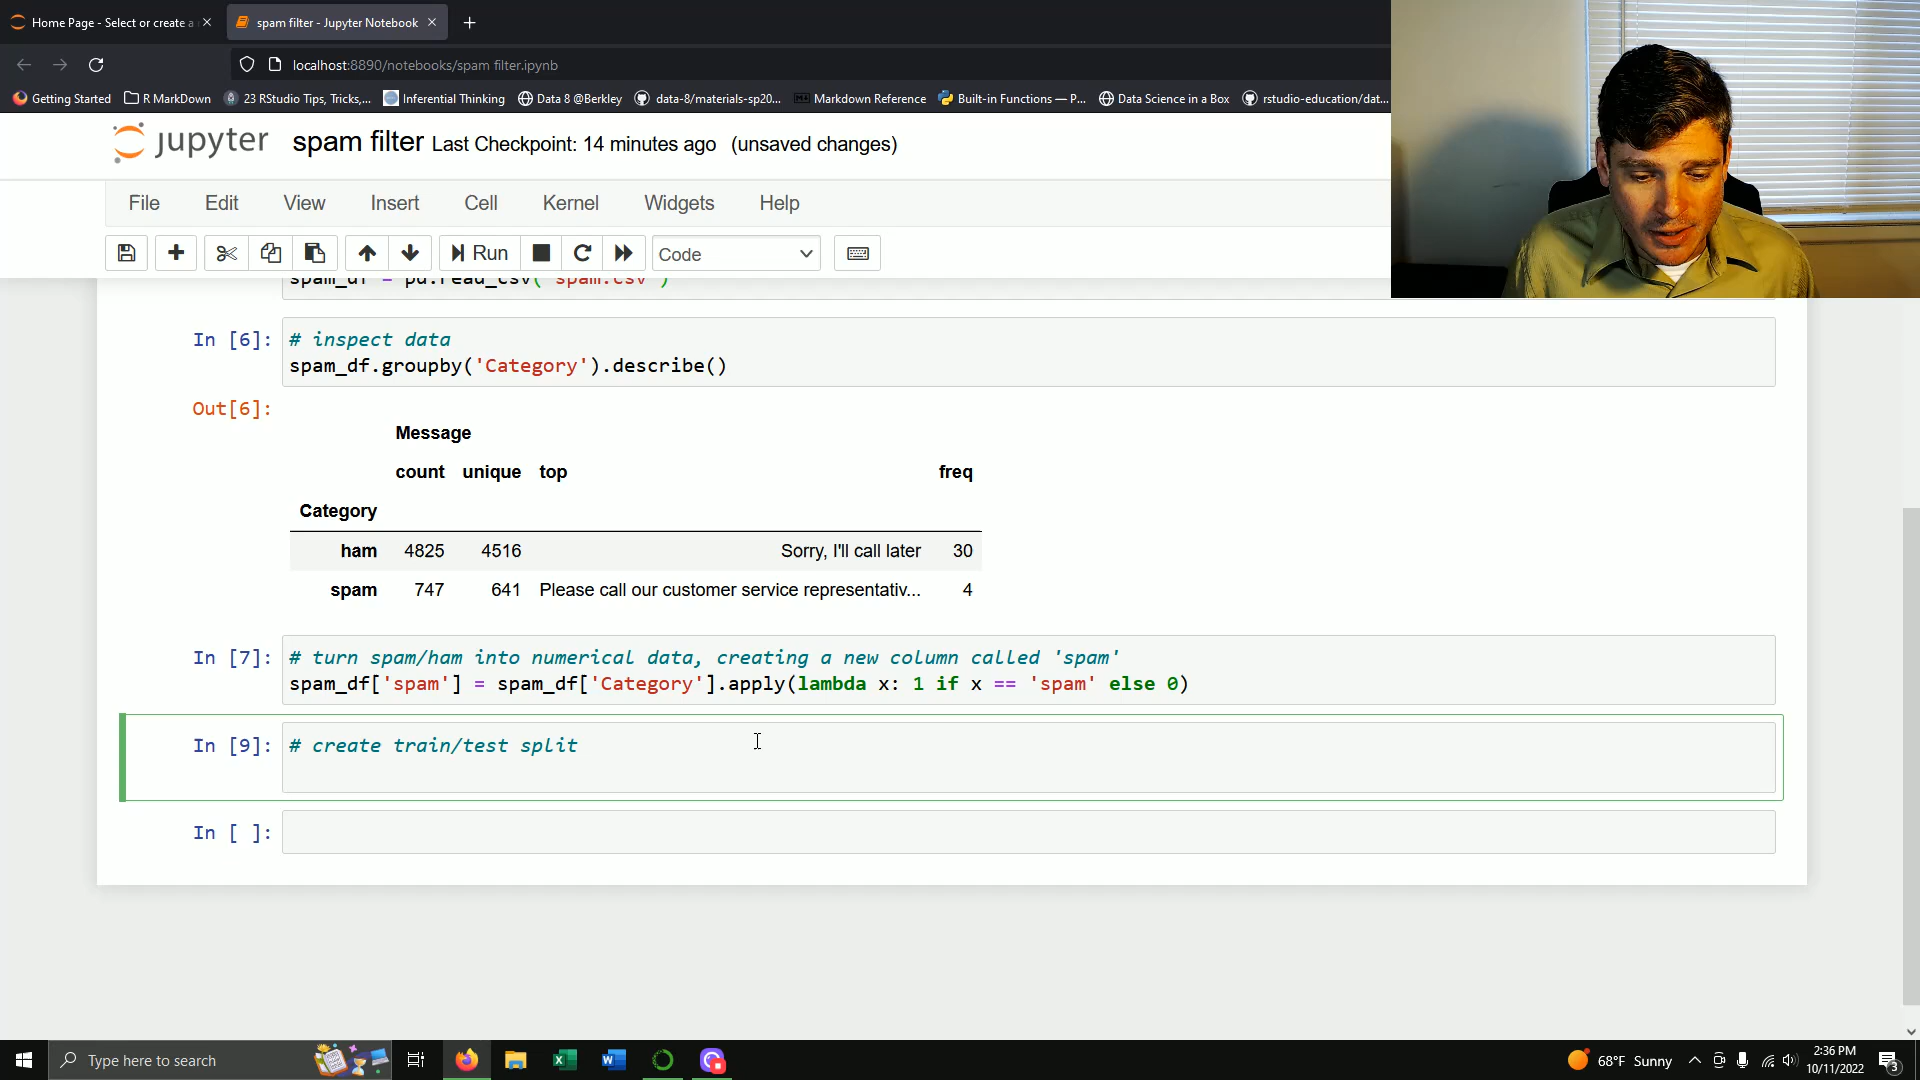 Home Page - Select or create a
spam filter - Jupyter Notebook
localhost:8890/notebooks/spam filter.ipynb
Getting Started
R MarkDown
23 RStudio Tips, Tricks,...
Inferential Thinking
Data 8 @Berkley
data-8/materials-sp20...
Markdown Reference
Built-in Functions — P...
Data Science in a Box
rstudio-education/dat...
jupyter spam filter Last Checkpoint: 14 minutes ago (unsaved changes)
File Edit View Insert Cell Kernel Widgets Help
Run Code
spam_df = pd.read_csv("spam.csv")
In [6]: # inspect data
spam_df.groupby('Category').describe()
Out[6]:
Message
count unique top freq
Category
ham 4825 4516 Sorry, I'll call later 30
spam 747 641 Please call our customer service representativ... 4
In [7]: # turn spam/ham into numerical data, creating a new column called 'spam'
spam_df['spam'] = spam_df['Category'].apply(lambda x: 1 if x == 'spam' else 0)
In [9]: # create train/test split
In [ ]:
Type here to search
68°F Sunny
2:36 PM
10/11/2022
3